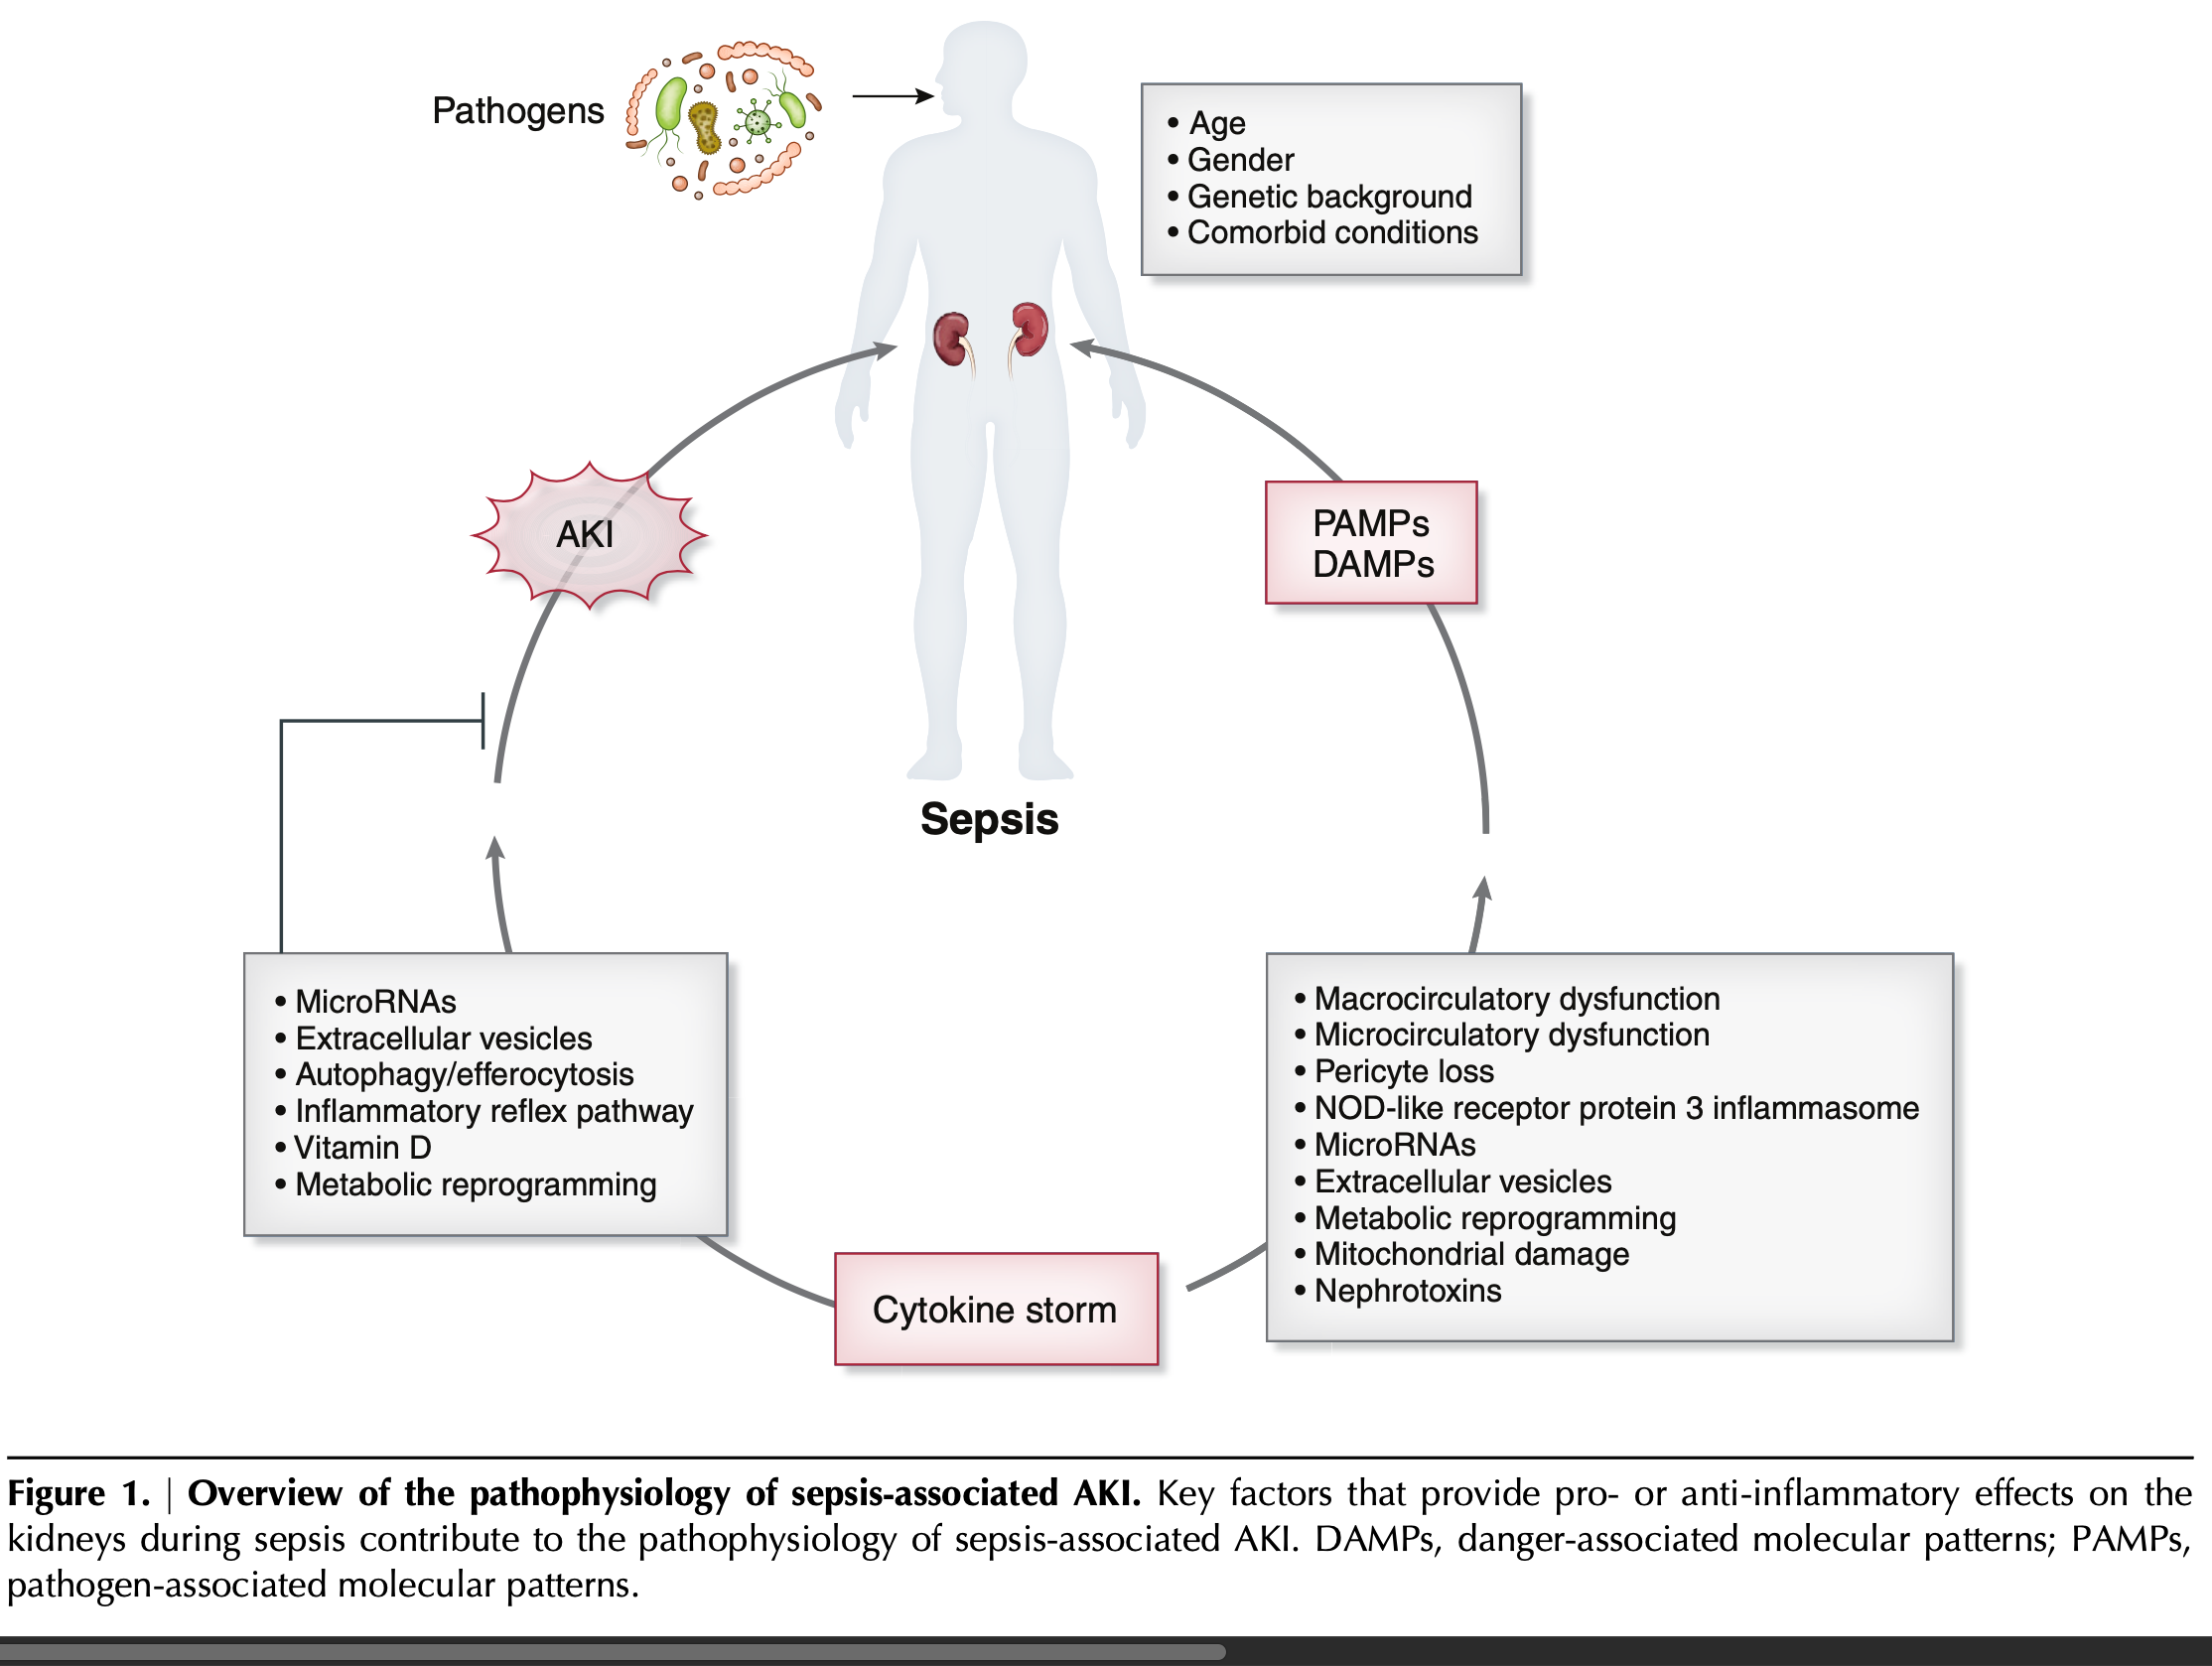 Pathogens
• Age
• Gender
• Genetic background
• Comorbid conditions
AKI
PAMPs
DAMPs
Sepsis
• MicroRNAs
• Extracellular vesicles
• Autophagy/efferocytosis
• Inflammatory reflex pathway
• Vitamin D
• Metabolic reprogramming
• Macrocirculatory dysfunction
• Microcirculatory dysfunction
• Pericyte loss
• NOD-like receptor protein 3 inflammasome
• MicroRNAs
• Extracellular vesicles
• Metabolic reprogramming
• Mitochondrial damage
• Nephrotoxins
Cytokine storm
Figure 1. | Overview of the pathophysiology of sepsis-associated AKI. Key factors that provide pro- or anti-inflammatory effects on the
kidneys during sepsis contribute to the pathophysiology of sepsis-associated AKI. DAMPs, danger-associated molecular patterns; PAMPs,
pathogen-associated molecular patterns.